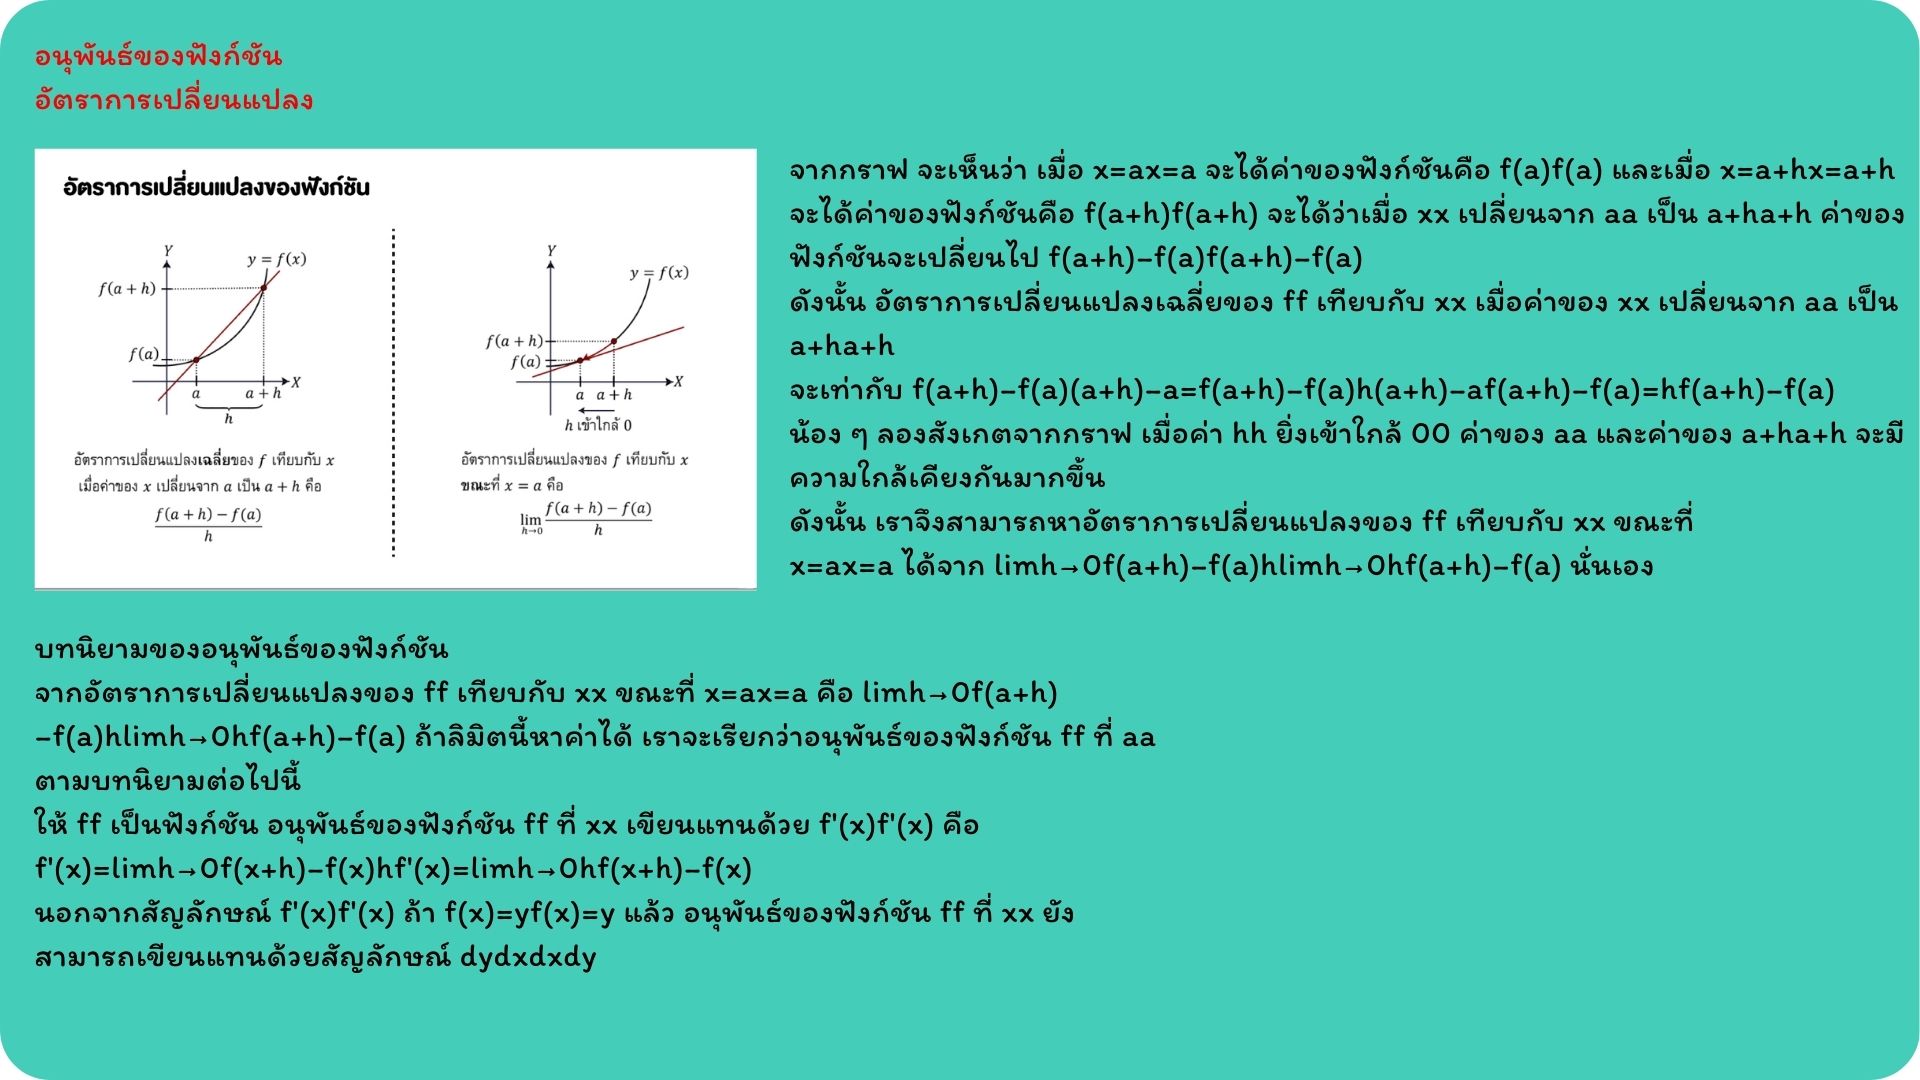 อนุพันธ์ของฟังก์ชัน
อัตราการเปลี่ยนแปลง
อัตราการเปลี่ยนแปลงของฟังก์ชัน
Y
y = f(x)
f(a + h)
f(a)
X
a
a + h
h
อัตราการเปลี่ยนแปลงเฉลี่ยของ f เทียบกับ x
เมื่อค่าของ x เปลี่ยนจาก a เป็น a + h คือ
f(a + h) − f(a)
h
Y
y = f(x)
f(a + h)
f(a)
X
a a + h
h เข้าใกล้ 0
อัตราการเปลี่ยนแปลงของ f เทียบกับ x
ขณะที่ x = a คือ
lim f(a + h) − f(a)
h→0 h
จากกราฟ จะเห็นว่า เมื่อ x=ax=a จะได้ค่าของฟังก์ชันคือ f(a)f(a) และเมื่อ x=a+hx=a+h
จะได้ค่าของฟังก์ชันคือ f(a+h)f(a+h) จะได้ว่าเมื่อ xx เปลี่ยนจาก aa เป็น a+ha+h ค่าของ
ฟังก์ชันจะเปลี่ยนไป f(a+h)−f(a)f(a+h)−f(a)
ดังนั้น อัตราการเปลี่ยนแปลงเฉลี่ยของ ff เทียบกับ xx เมื่อค่าของ xx เปลี่ยนจาก aa เป็น
a+ha+h
จะเท่ากับ f(a+h)−f(a)(a+h)−a=f(a+h)−f(a)h(a+h)−af(a+h)−f(a)=hf(a+h)−f(a)
น้อง ๆ ลองสังเกตจากกราฟ เมื่อค่า hh ยิ่งเข้าใกล้ 00 ค่าของ aa และค่าของ a+ha+h จะมี
ความใกล้เคียงกันมากขึ้น
ดังนั้น เราจึงสามารถหาอัตราการเปลี่ยนแปลงของ ff เทียบกับ xx ขณะที่
x=ax=a ได้จาก limh→0f(a+h)−f(a)hlimh→0hf(a+h)−f(a) นั่นเอง
บทนิยามของอนุพันธ์ของฟังก์ชัน
จากอัตราการเปลี่ยนแปลงของ ff เทียบกับ xx ขณะที่ x=ax=a คือ limh→0f(a+h)
−f(a)hlimh→0hf(a+h)−f(a) ถ้าลิมิตนี้หาค่าได้ เราจะเรียกว่าอนุพันธ์ของฟังก์ชัน ff ที่ aa
ตามบทนิยามต่อไปนี้
ให้ ff เป็นฟังก์ชัน อนุพันธ์ของฟังก์ชัน ff ที่ xx เขียนแทนด้วย f'(x)f'(x) คือ
f'(x)=limh→0f(x+h)−f(x)hf'(x)=limh→0hf(x+h)−f(x)
นอกจากสัญลักษณ์ f'(x)f'(x) ถ้า f(x)=yf(x)=y แล้ว อนุพันธ์ของฟังก์ชัน ff ที่ xx ยัง
สามารถเขียนแทนด้วยสัญลักษณ์ dydxdxdy